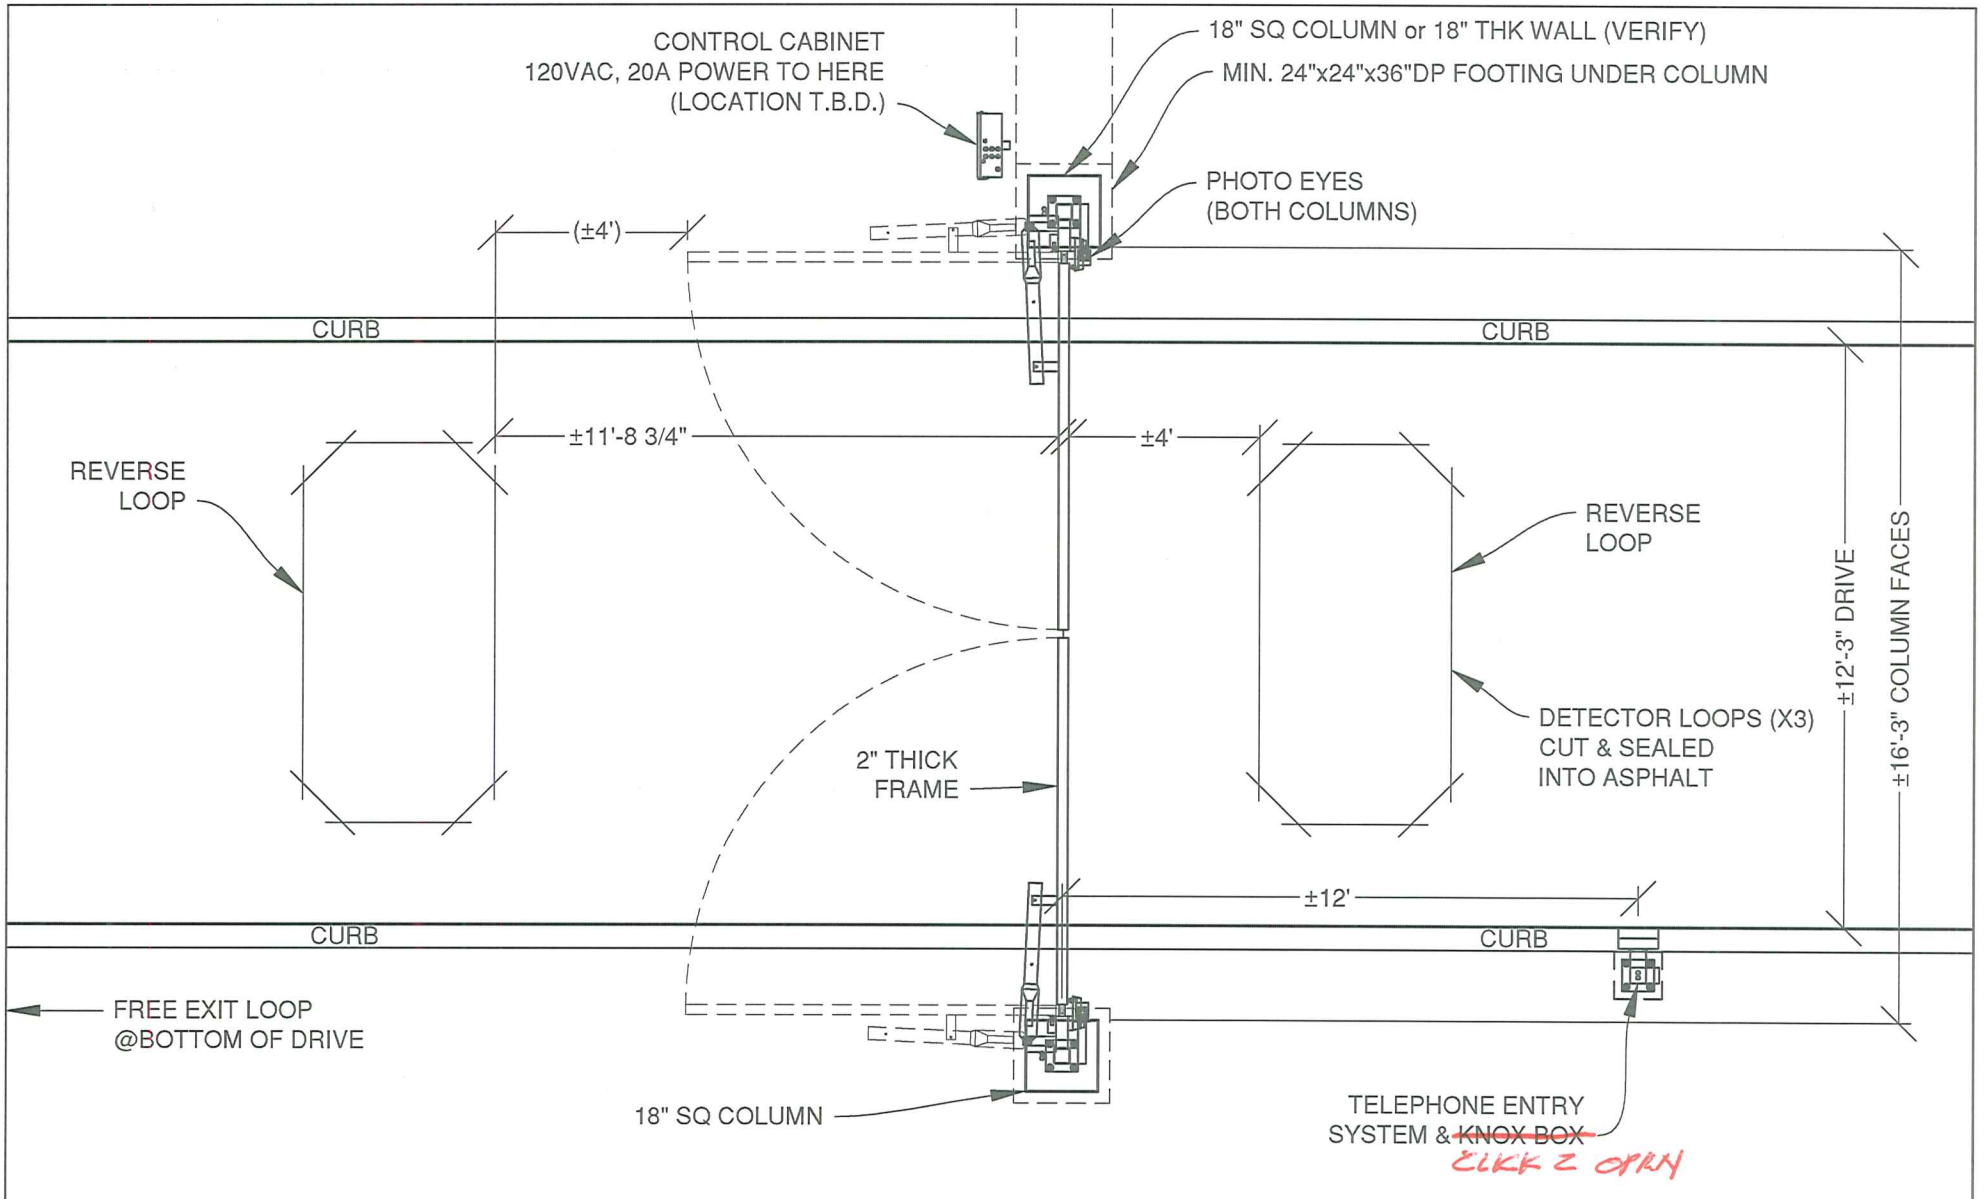 CONTROL CABINET
120VAC, 20A POWER TO HERE
(LOCATION T.B.D.)
18" SQ COLUMN or 18" THK WALL (VERIFY)
MIN. 24"x24"x36"DP FOOTING UNDER COLUMN
PHOTO EYES
(BOTH COLUMNS)
(±4')
CURB
CURB
±11'-8 3/4"
±4'
REVERSE
LOOP
REVERSE
LOOP
±12'-3" DRIVE
±16'-3" COLUMN FACES
DETECTOR LOOPS (X3)
CUT & SEALED
INTO ASPHALT
2" THICK
FRAME
±12'
CURB
CURB
FREE EXIT LOOP
@BOTTOM OF DRIVE
18" SQ COLUMN
TELEPHONE ENTRY
SYSTEM & KNOX BOX
CLICK 2 OPEN